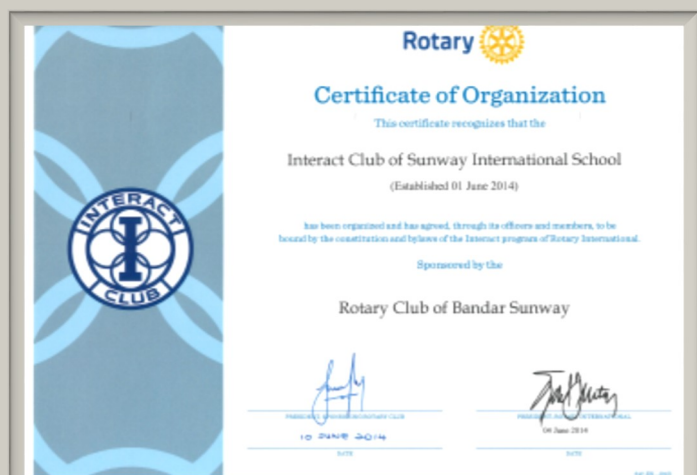 Rotary
Certificate of Organization
This certificate recognizes that the
Interact Club of Sunway International School
(Established 01 June 2014)
has been organized and has agreed, through its officers and members, to be
bound by the constitution and bylaws of the Interact program of Rotary International.
Sponsored by the
Rotary Club of Bandar Sunway
INTERACT
I
CLUB
10 JUNE 2014
04 June 2014
DATE
DATE